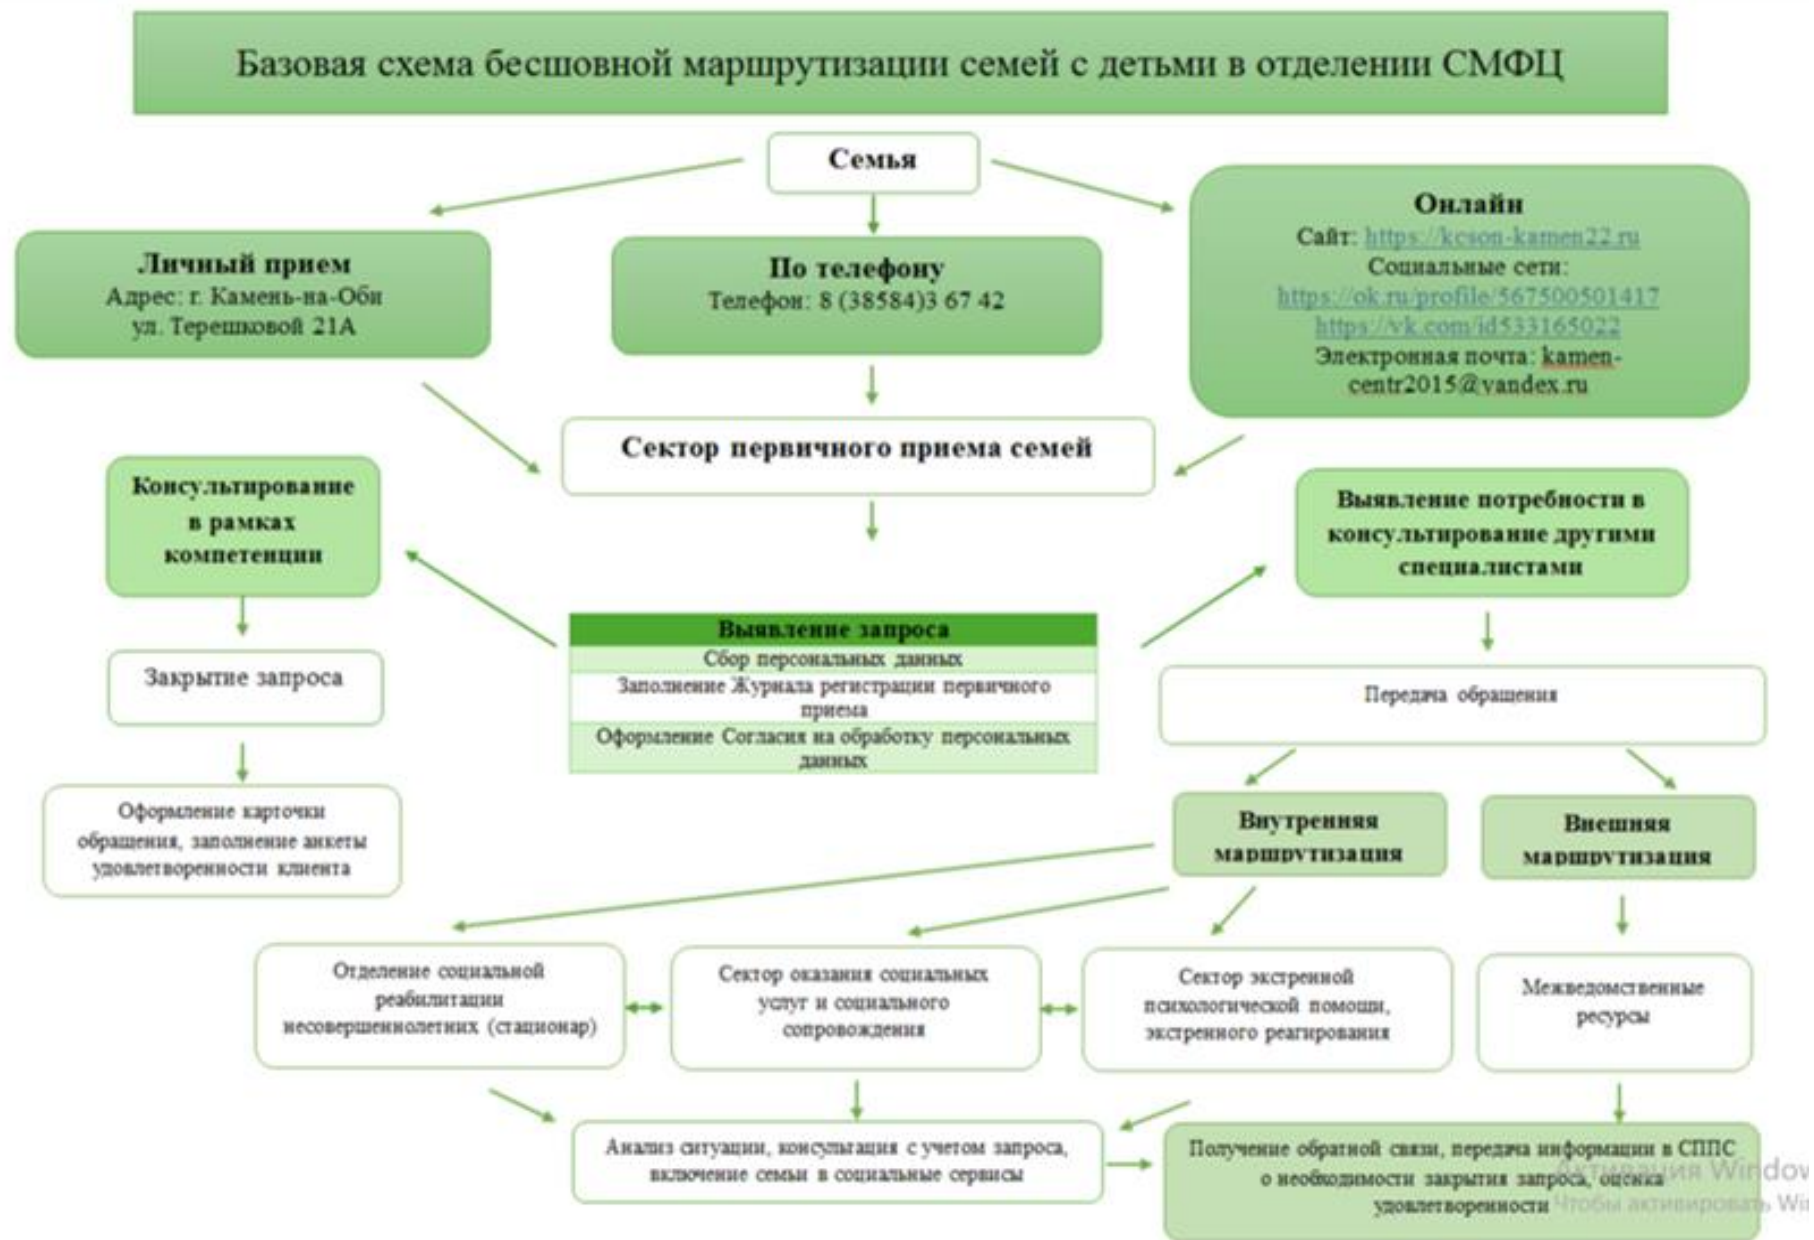 Базовая схема бесшовной маршрутизации семей с детьми в отделении СМФЦ
Семья
Личный прием
Адрес: г. Камень-на-Оби
ул. Терешковой 21А
По телефону
Телефон: 8 (38584)3 67 42
Онлайн
Сайт: https://kcson-kamen22.ru
Социальные сети:
https://ok.ru/profile/567500501417
https://vk.com/id533165022
Электронная почта: kamen-
centr2015@yandex.ru
Сектор первичного приема семей
Консультирование
в рамках
компетенции
Выявление потребности в
консультирование другими
специалистами
Выявление запроса
Сбор персональных данных
Заполнение Журнала регистрации первичного
приема
Оформление Согласия на обработку персональных
данных
Закрытие запроса
Передача обращения
Оформление карточки
обращения, заполнение анкеты
удовлетворенности клиента
Внутренняя
маршрутизация
Внешняя
маршрутизация
Отделение социальной
реабилитации
несовершеннолетних (стационар)
Сектор оказания социальных
услуг и социального
сопровождения
Сектор экстренной
психологической помощи,
экстренного реагирования
Межведомственные
ресурсы
Анализ ситуации, консультация с учетом запроса,
включение семьи в социальные сервисы
Получение обратной связи, передача информации в СППС
о необходимости закрытия запроса, оценка
удовлетворенности
Активация Window
Чтобы активировать Win